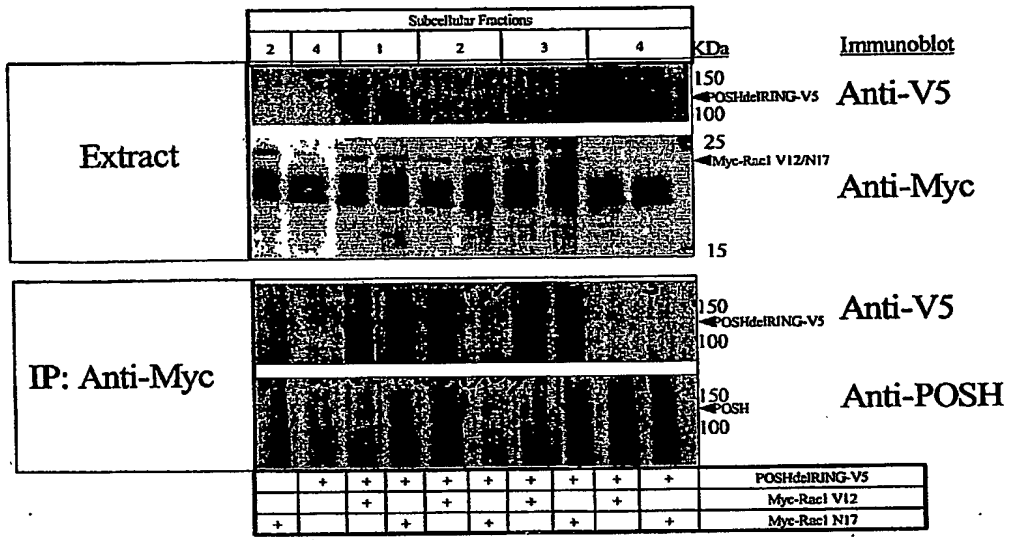 Subcellular Fractions
2 4 1 2 3 4 KDa Immunoblot
150
POSHdelRING-V5 Anti-V5
100
Extract
25
Myc-Rac1 V12/N17
Anti-Myc
15
150 Anti-V5
POSHdelRING-V5
100
IP: Anti-Myc
150 Anti-POSH
POSH
100
+ + + + + + + + + POSHdelRING-V5
+ + + + Myc-Rac1 V12
+ + + + + Myc-Rac1 N17